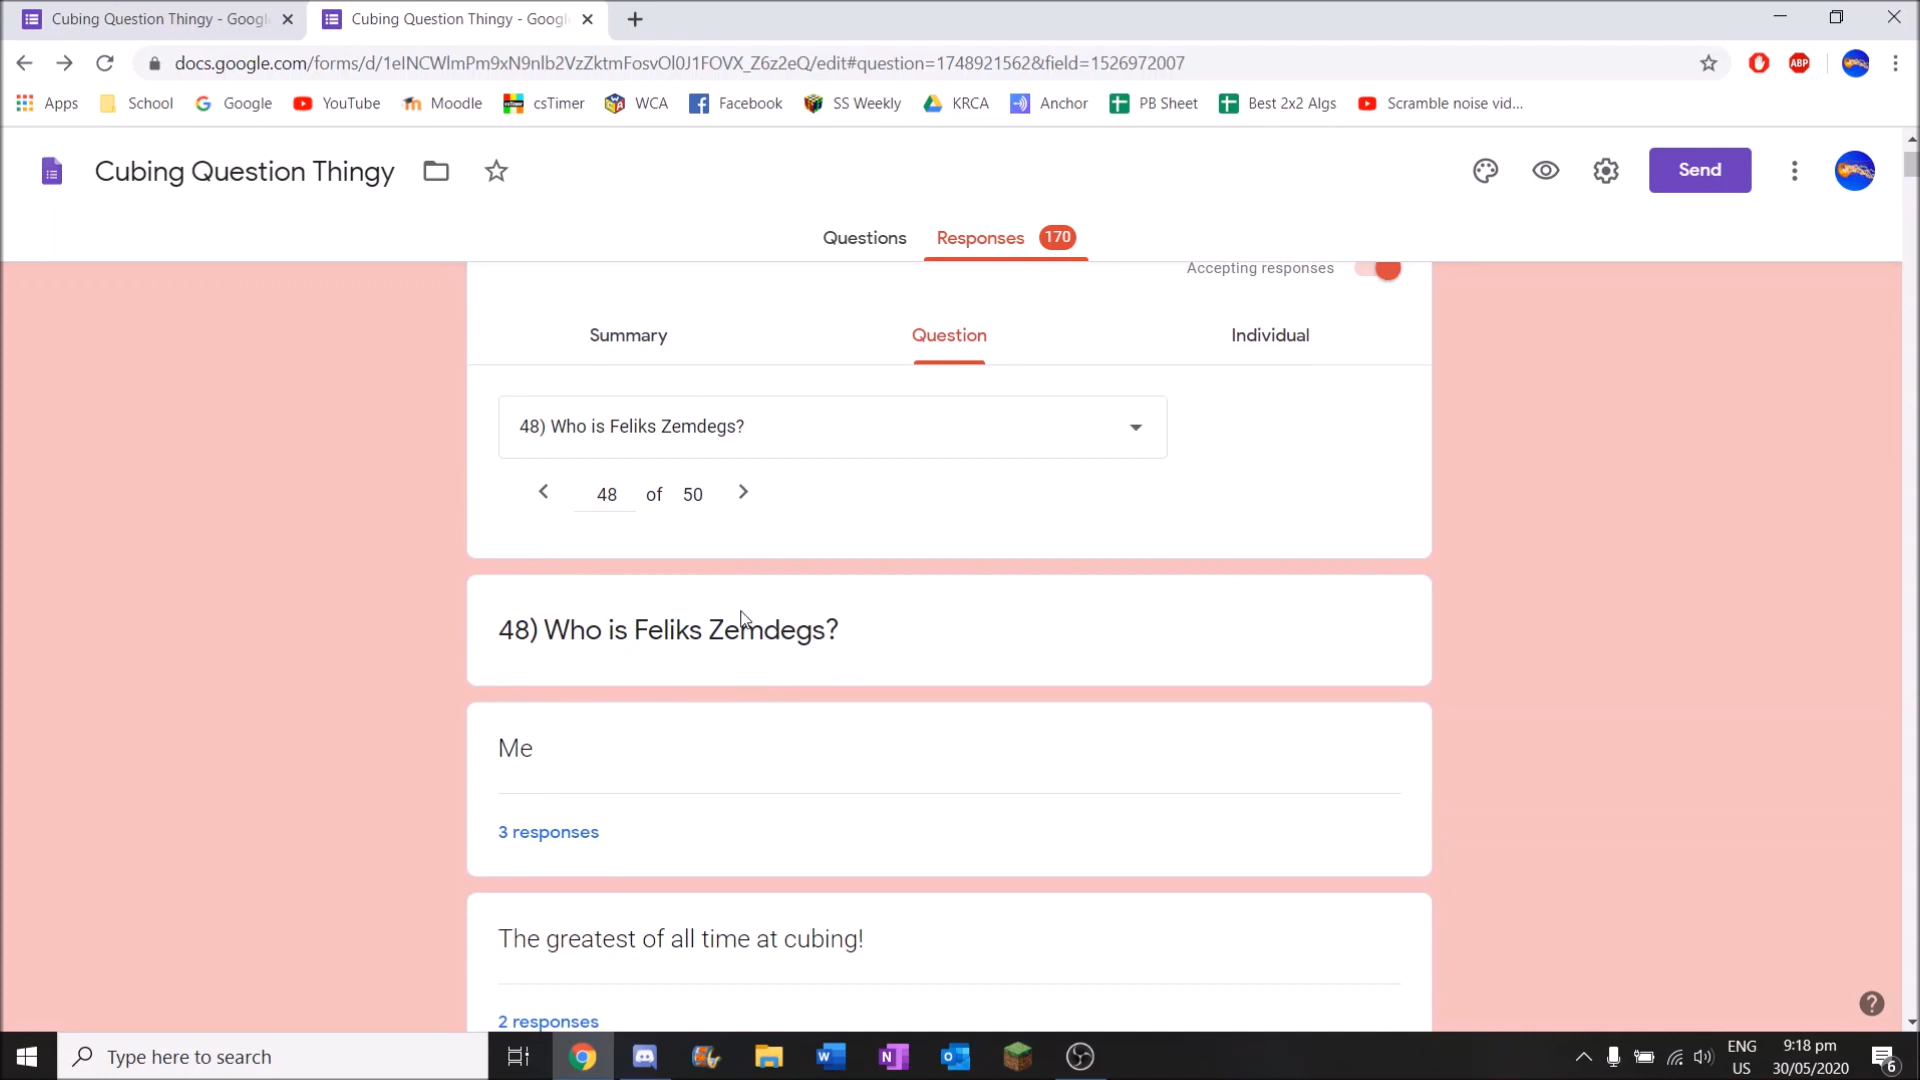 Cubing Question Thingy - Googl
Cubing Question Thingy - Googl
docs.google.com/forms/d/1eINCWlmPm9xN9nlb2VzZktmFosvOl0J1FOVX_Z6z2eQ/edit#question=1748921562&field=1526972007
ABP
Apps School Google YouTube Moodle csTimer WCA Facebook SS Weekly KRCA Anchor PB Sheet Best 2x2 Algs Scramble noise vid...
Cubing Question Thingy
Send
Questions Responses 170
Accepting responses
Summary Question Individual
48) Who is Feliks Zemdegs?
48 of 50
48) Who is Feliks Zemdegs?
Me
3 responses
The greatest of all time at cubing!
2 responses
Type here to search
ENG
US
9:18 pm
30/05/2020
6